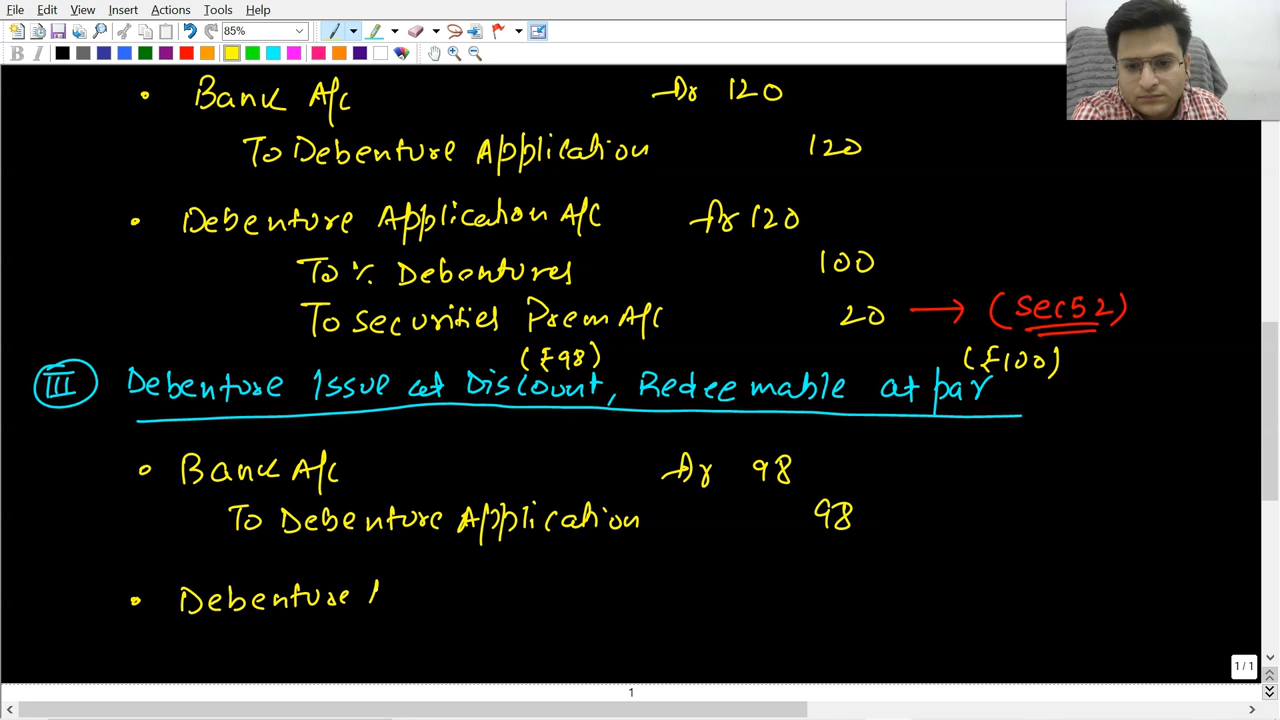 File Edit View Insert Actions Tools Help
85%
B I U
• Bank A/c Dr 120
To Debenture Application 120
• Debenture Application A/c Dr 120
To % Debentures 100
To Securities Prem A/c 20 → (Sec 52)
(₹98) (₹100)
III Debenture Issue at Discount, Redeemable at par
• Bank A/c Dr 98
To Debenture Application 98
• Debenture
1 / 1
1